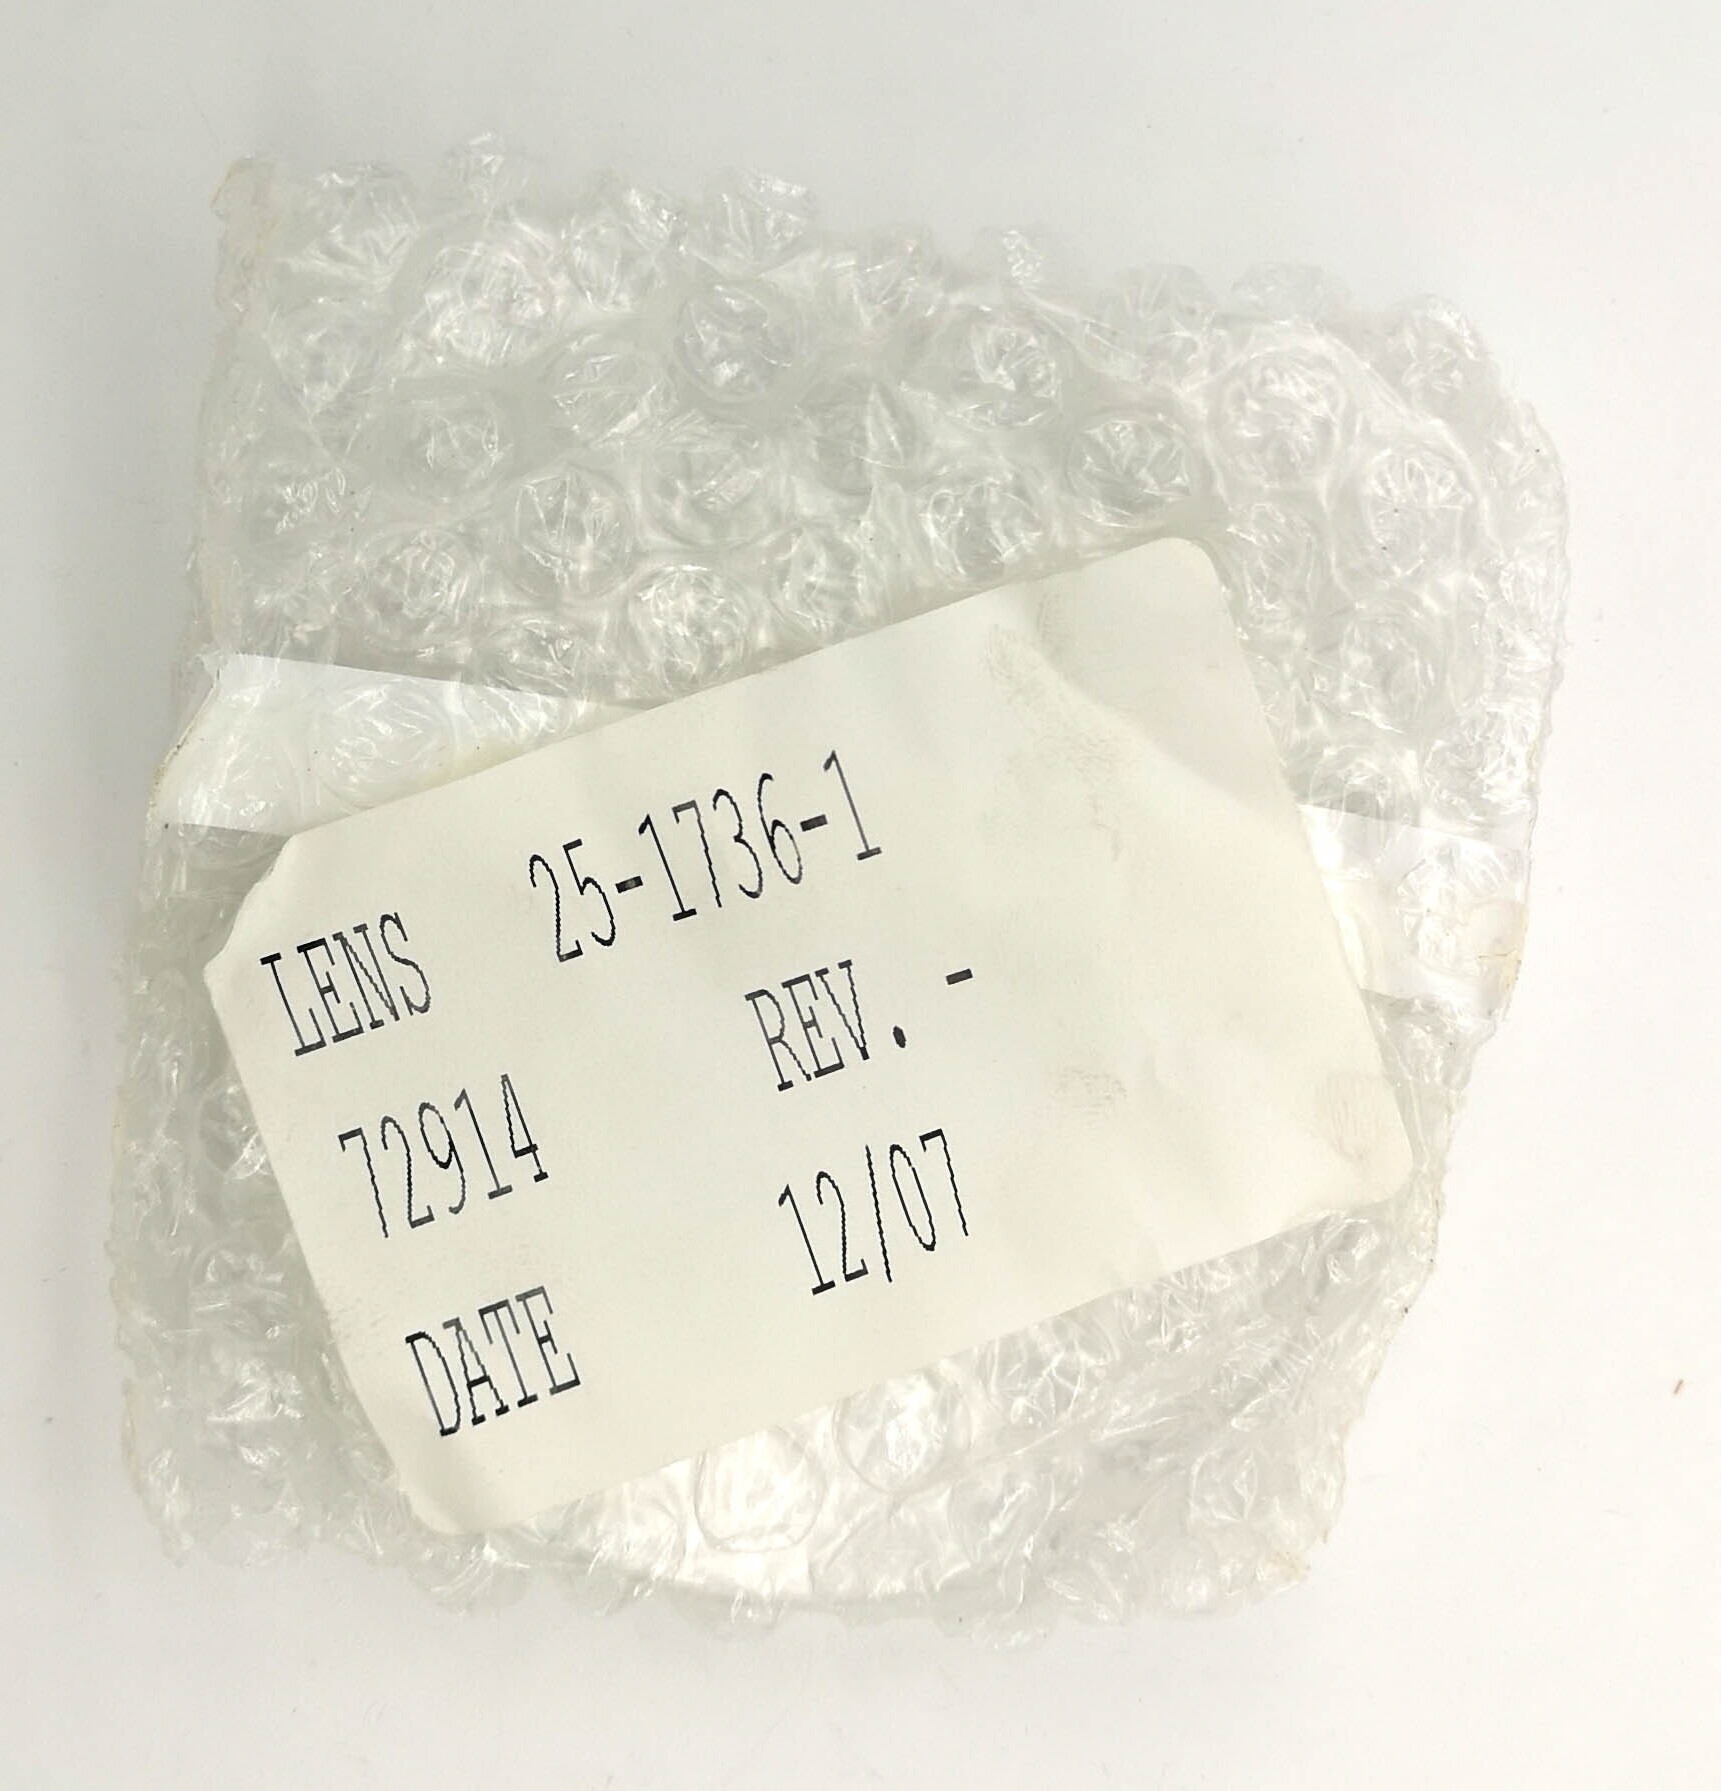 LENS 25-1736-1
72914 REV. -
DATE 12/07